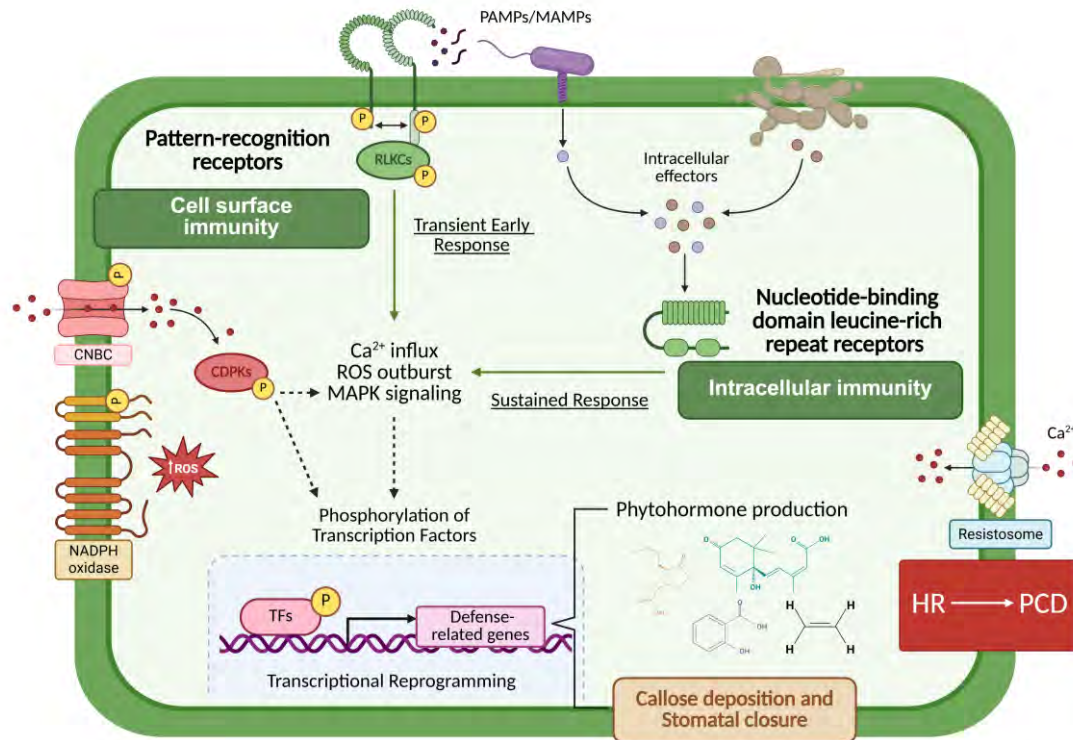 PAMPs/MAMPs
P
P
Pattern-recognition
receptors
RLKCs
P
Intracellular
effectors
Cell surface
immunity
Transient Early
Response
P
Nucleotide-binding
domain leucine-rich
repeat receptors
CNBC
CDPKs
P
Ca²⁺ influx
ROS outburst
MAPK signaling
Intracellular immunity
Sustained Response
P
↑ROS
Ca²⁺
NADPH
oxidase
Phosphorylation of
Transcription Factors
Phytohormone production
Resistosome
O
O
OH
OH
TFs
P
Defense-
related genes
O
OH
OH
H
H
H
H
HR
PCD
Transcriptional Reprogramming
Callose deposition and
Stomatal closure